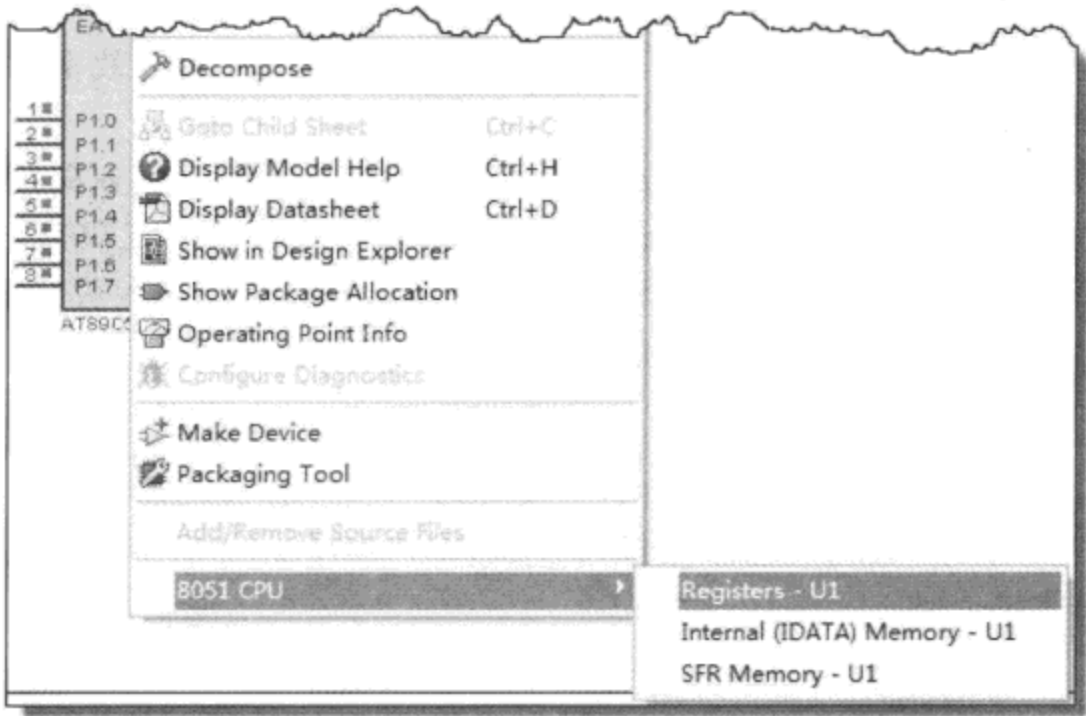 EA
Decompose
1
P1.0
Goto Child Sheet Ctrl+C
2
P1.1
3
P1.2
Display Model Help Ctrl+H
4
P1.3
5
P1.4
Display Datasheet Ctrl+D
6
P1.5
Show in Design Explorer
7
P1.6
8
P1.7
Show Package Allocation
Operating Point Info
Configure Diagnostics
Make Device
Packaging Tool
Add/Remove Source Files
8051 CPU
Registers - U1
Internal (IDATA) Memory - U1
SFR Memory - U1